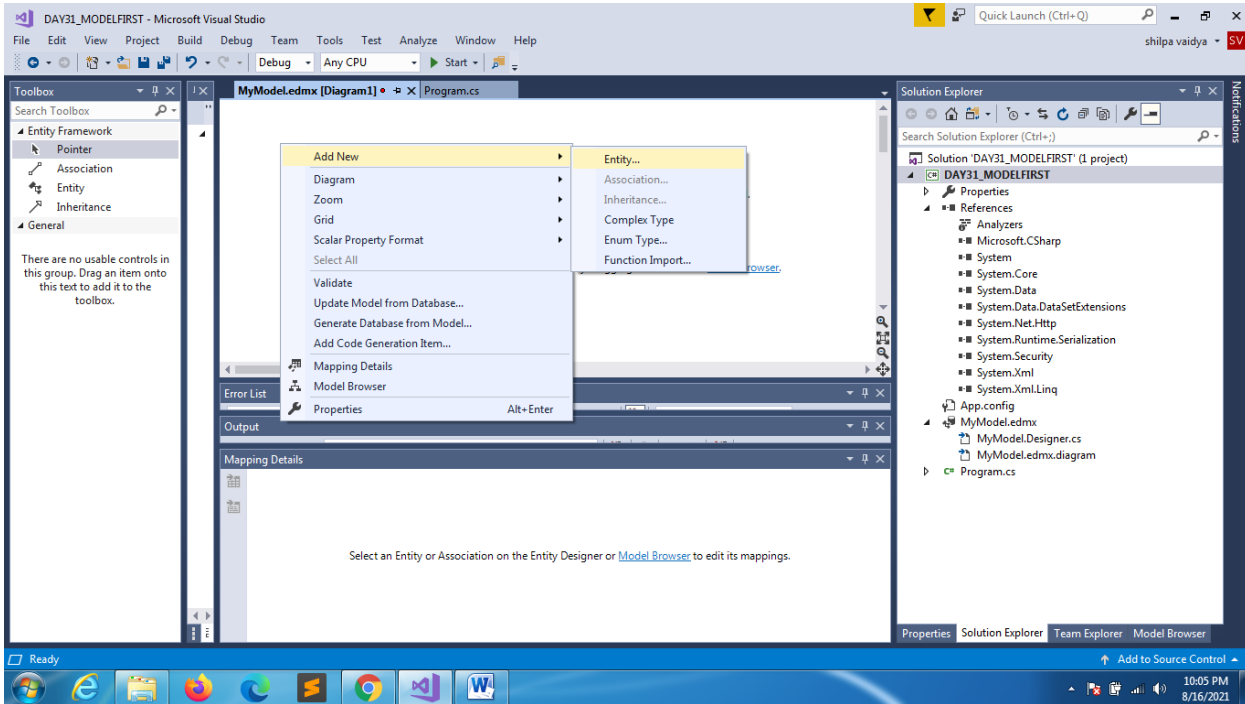 DAY31_MODELFIRST - Microsoft Visual Studio
Quick Launch (Ctrl+Q)
File Edit View Project Build Debug Team Tools Test Analyze Window Help
shilpa vaidya SV
Debug Any CPU Start
Toolbox
Search Toolbox
Entity Framework
Pointer
Association
Entity
Inheritance
General
There are no usable controls in
this group. Drag an item onto
this text to add it to the
toolbox.
MyModel.edmx [Diagram1] Program.cs
Add New
Diagram
Zoom
Grid
Scalar Property Format
Select All
Validate
Update Model from Database...
Generate Database from Model...
Add Code Generation Item...
Mapping Details
Model Browser
Properties Alt+Enter
Entity...
Association...
Inheritance...
Complex Type
Enum Type...
Function Import...
rowser.
Error List
Output
Mapping Details
Select an Entity or Association on the Entity Designer or Model Browser to edit its mappings.
Solution Explorer
Search Solution Explorer (Ctrl+;)
Solution 'DAY31_MODELFIRST' (1 project)
C# DAY31_MODELFIRST
Properties
References
Analyzers
Microsoft.CSharp
System
System.Core
System.Data
System.Data.DataSetExtensions
System.Net.Http
System.Runtime.Serialization
System.Security
System.Xml
System.Xml.Linq
App.config
MyModel.edmx
MyModel.Designer.cs
MyModel.edmx.diagram
C# Program.cs
Properties Solution Explorer Team Explorer Model Browser
Notifications
Ready
Add to Source Control
10:05 PM
8/16/2021